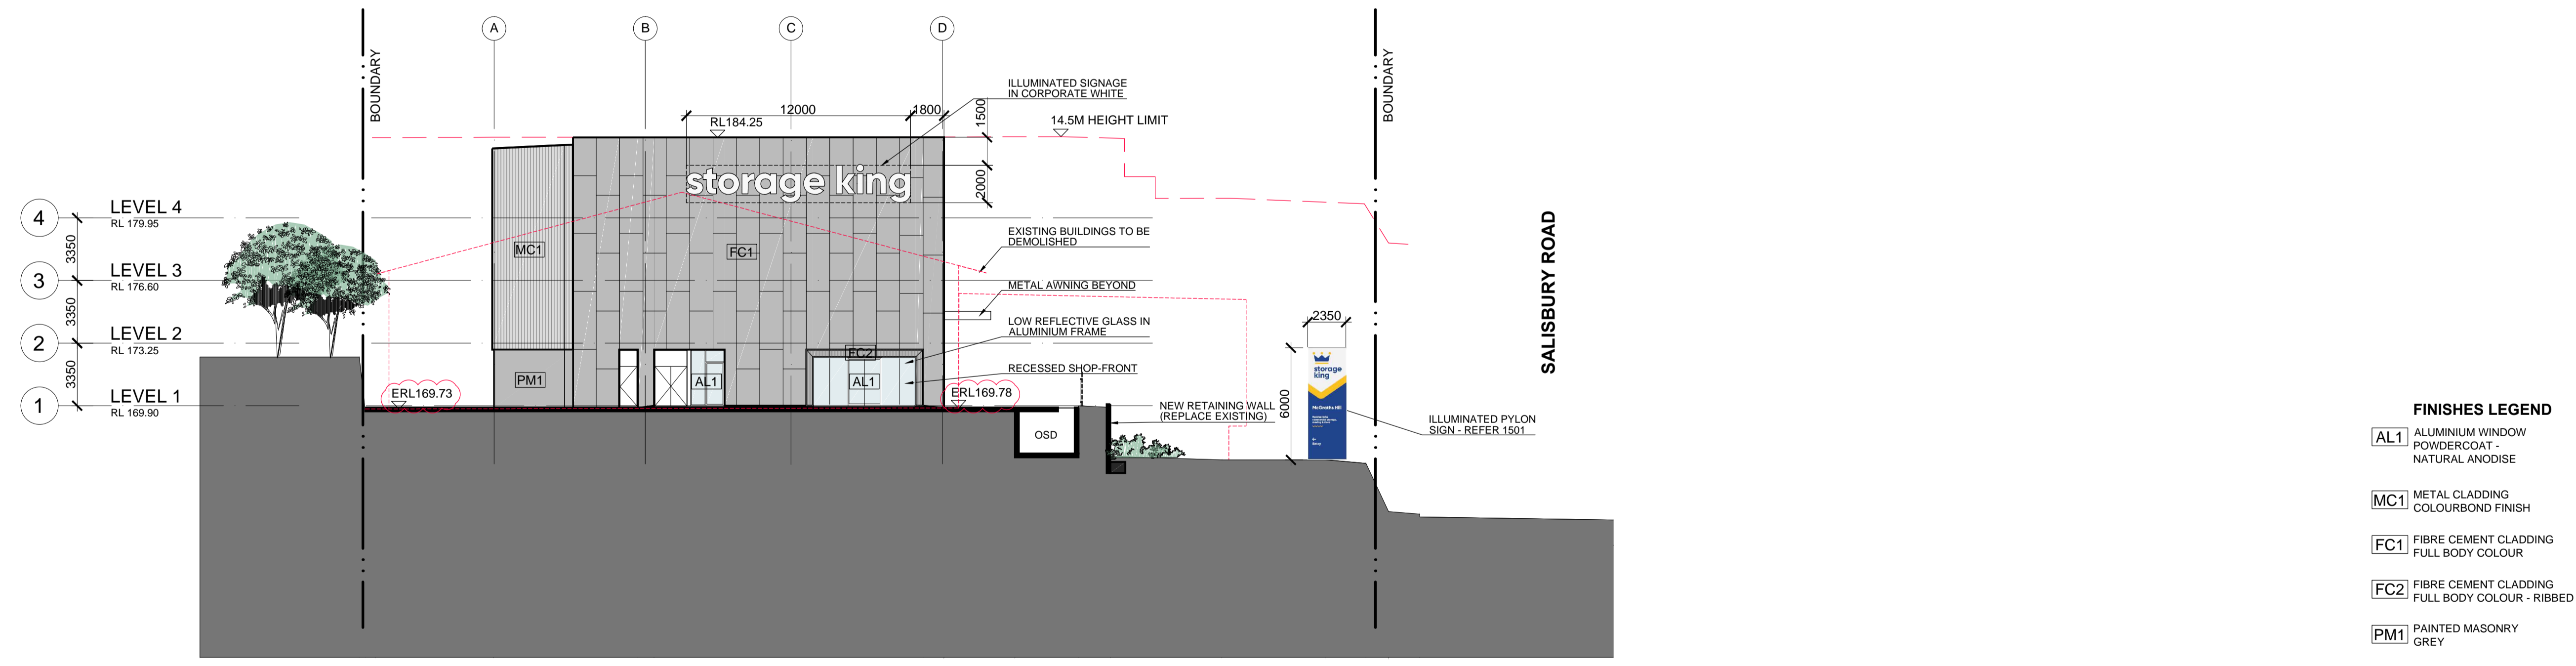 A
B
C
D
BOUNDARY
BOUNDARY
ILLUMINATED SIGNAGE
IN CORPORATE WHITE
12000
1800
1500
RL184.25
14.5M HEIGHT LIMIT
storage king
2000
4
LEVEL 4
RL 179.95
3350
3
LEVEL 3
RL 176.60
3350
2
LEVEL 2
RL 173.25
3350
1
LEVEL 1
RL 169.90
MC1
FC1
EXISTING BUILDINGS TO BE
DEMOLISHED
METAL AWNING BEYOND
LOW REFLECTIVE GLASS IN
ALUMINIUM FRAME
FC2
RECESSED SHOP-FRONT
PM1
AL1
AL1
ERL169.73
ERL169.78
NEW RETAINING WALL
(REPLACE EXISTING)
OSD
2350
6000
storage
king
McGraths Hill
Entry
ILLUMINATED PYLON
SIGN - REFER 1501
SALISBURY ROAD
FINISHES LEGEND
AL1 ALUMINIUM WINDOW
POWDERCOAT -
NATURAL ANODISE
MC1 METAL CLADDING
COLOURBOND FINISH
FC1 FIBRE CEMENT CLADDING
FULL BODY COLOUR
FC2 FIBRE CEMENT CLADDING
FULL BODY COLOUR - RIBBED
PM1 PAINTED MASONRY
GREY